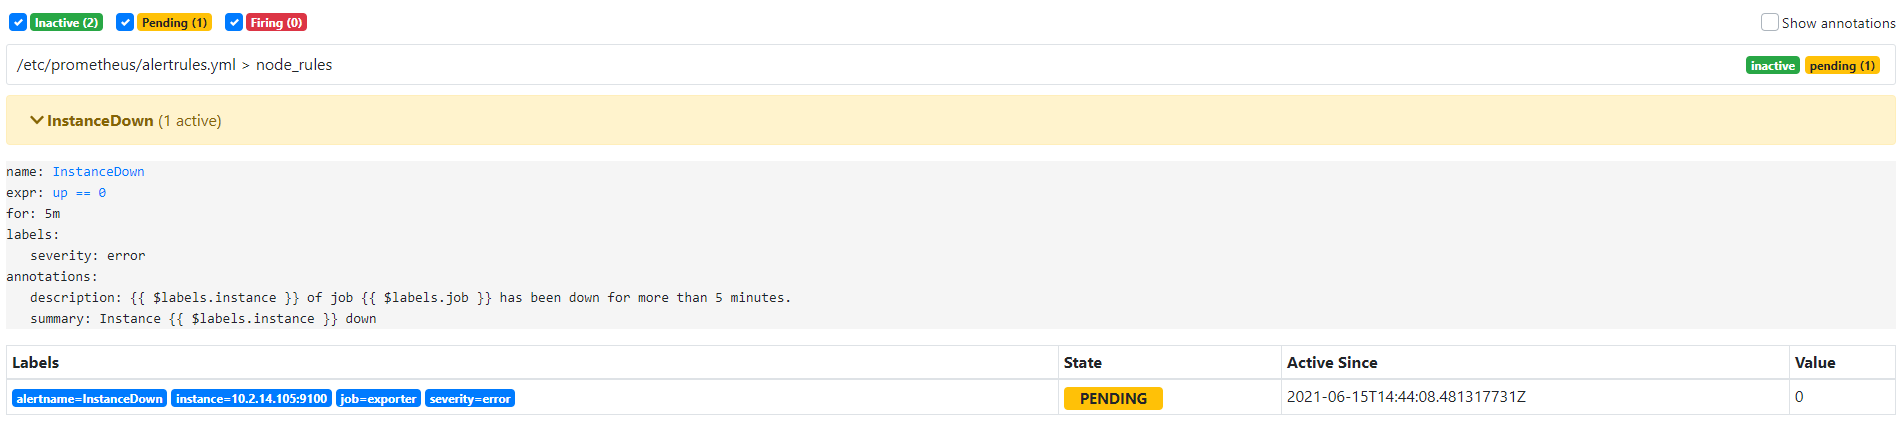 Inactive (2) Pending (1) Firing (0) Show annotations
/etc/prometheus/alertrules.yml > node_rules inactive pending (1)
InstanceDown (1 active)
name: InstanceDown
expr: up == 0
for: 5m
labels:
severity: error
annotations:
description: {{ $labels.instance }} of job {{ $labels.job }} has been down for more than 5 minutes.
summary: Instance {{ $labels.instance }} down
Labels State Active Since Value
alertname=InstanceDown instance=10.2.14.105:9100 job=exporter severity=error PENDING 2021-06-15T14:44:08.481317731Z 0